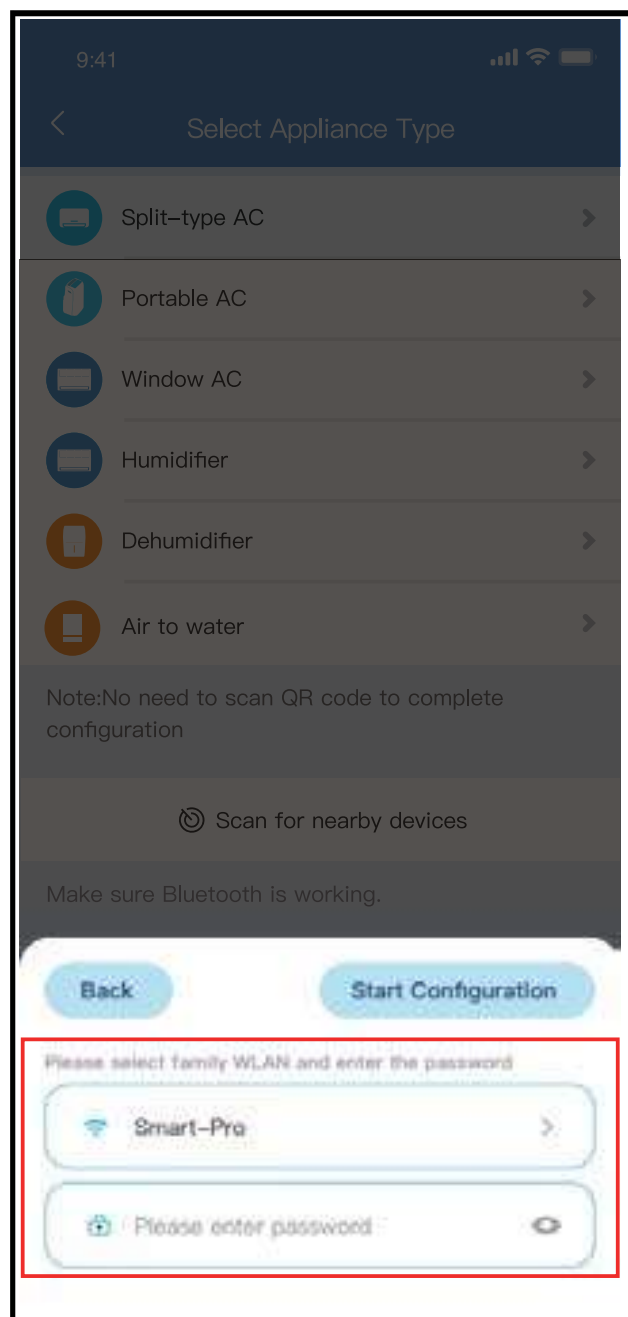 9:41
Select Appliance Type
Split-type AC
Portable AC
Window AC
Humidifier
Dehumidifier
Air to water
Note:No need to scan QR code to complete
configuration
Scan for nearby devices
Make sure Bluetooth is working.
Back
Start Configuration
Please select family WLAN and enter the password
Smart-Pro
Please enter password